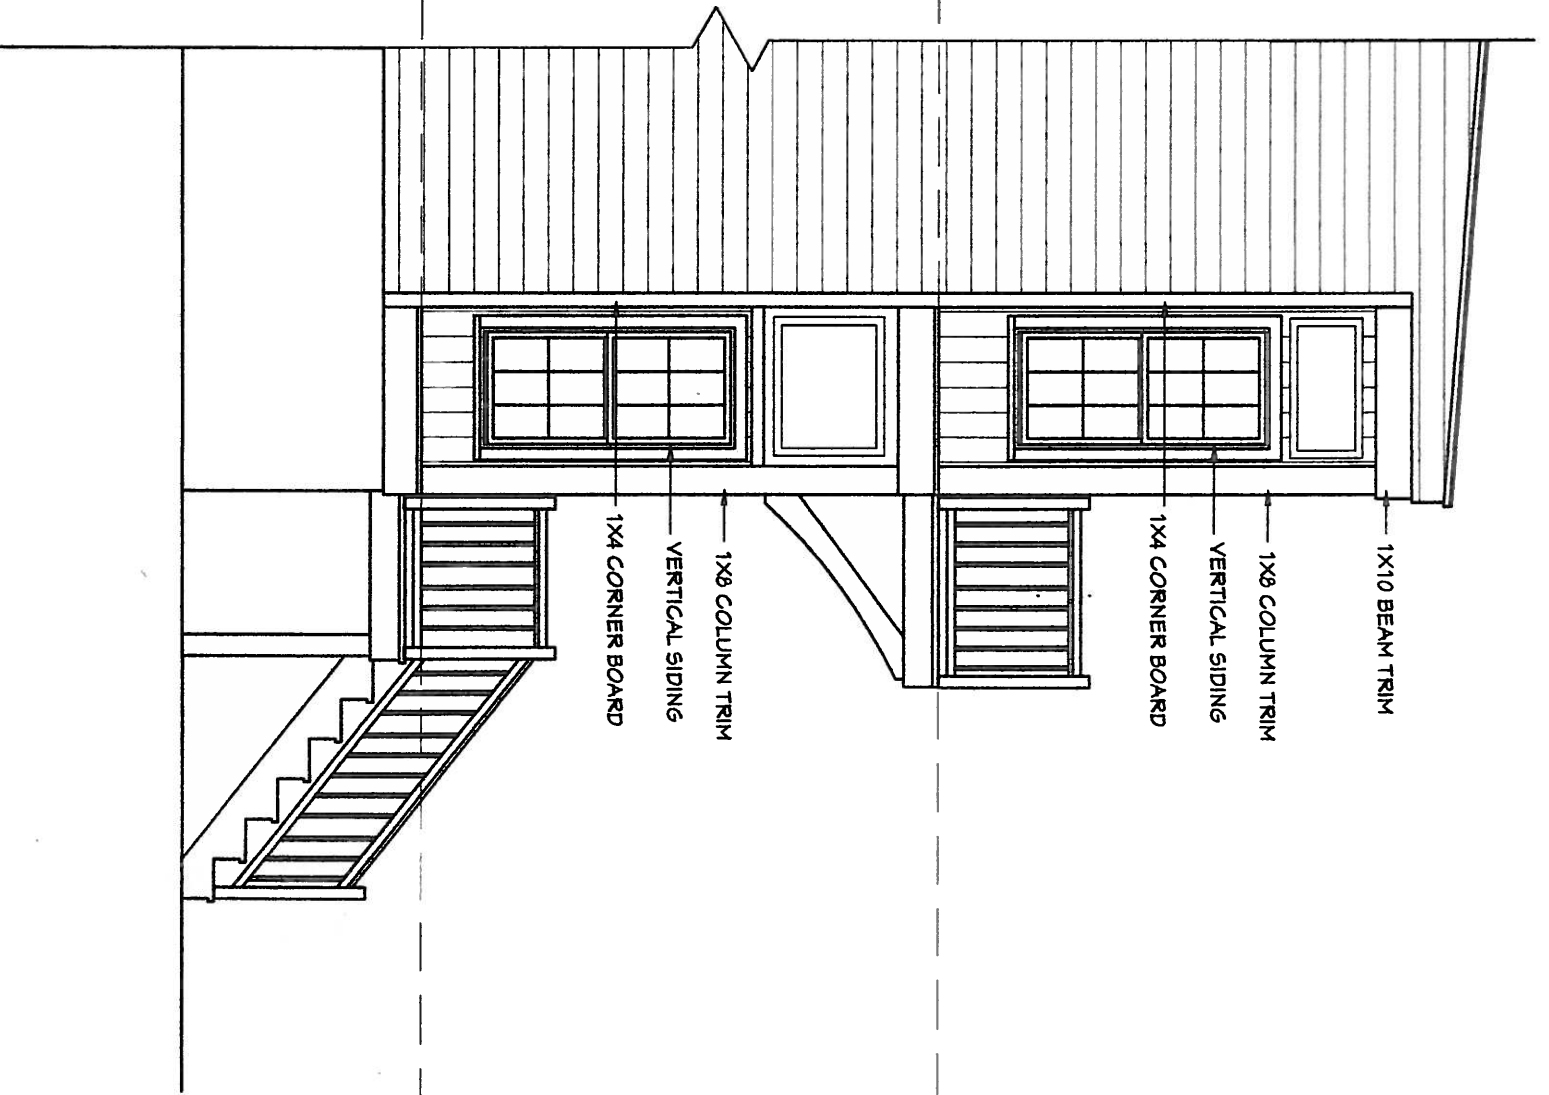 1X10 BEAM TRIM
1X8 COLUMN TRIM
VERTICAL SIDING
1X4 CORNER BOARD
1X8 COLUMN TRIM
VERTICAL SIDING
1X4 CORNER BOARD